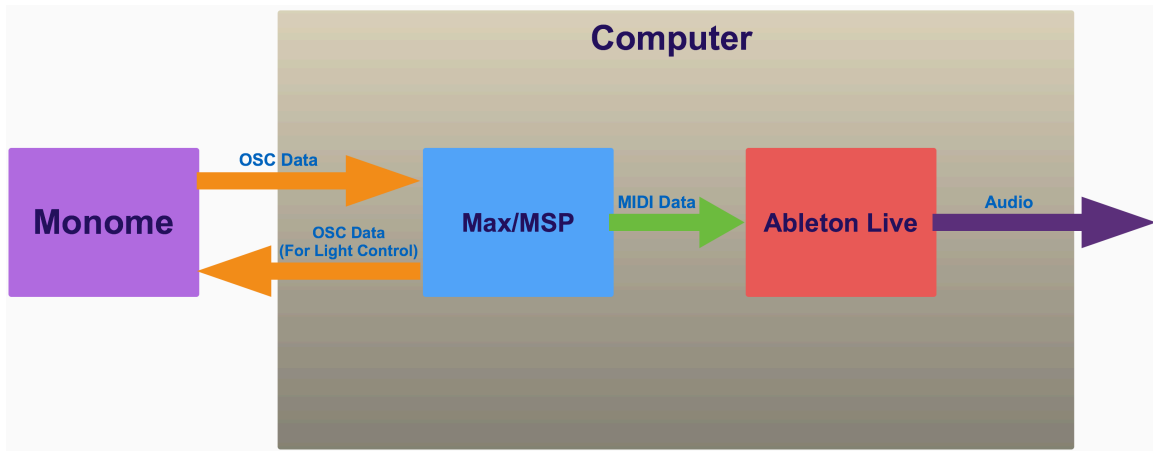 Computer
OSC Data
Monome
OSC Data
(For Light Control)
Max/MSP
MIDI Data
Ableton Live
Audio